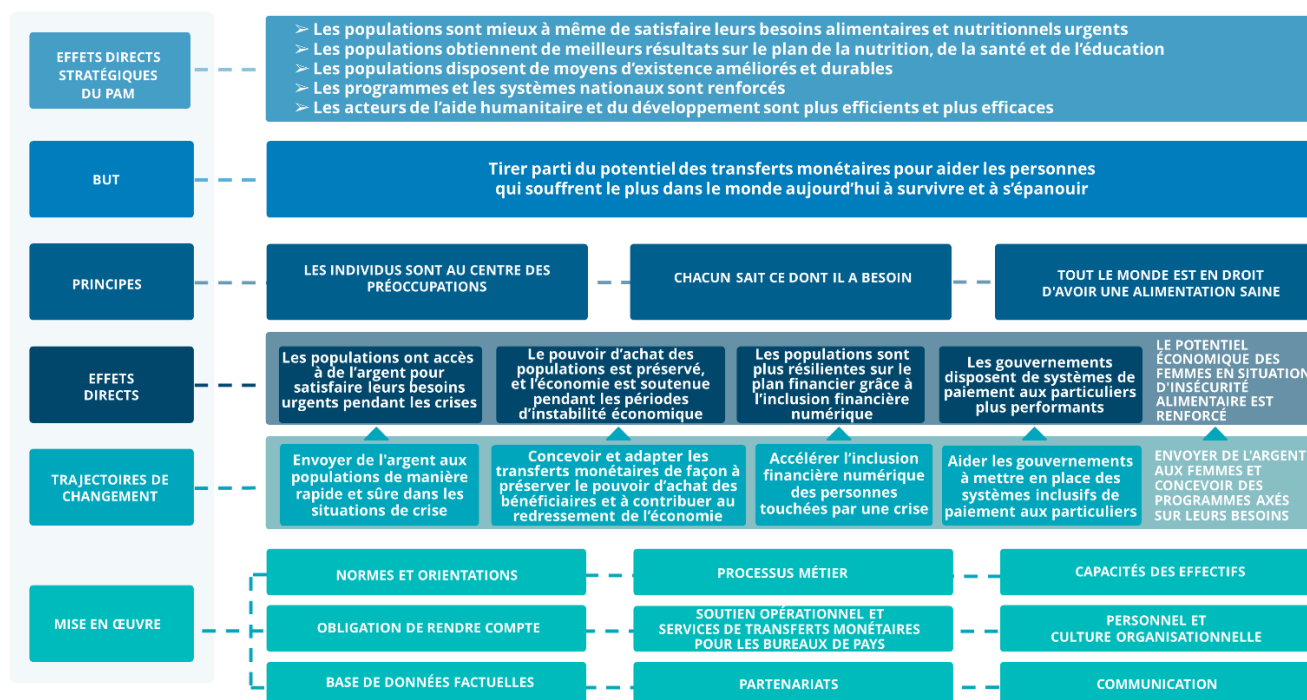 EFFETS DIRECTS
STRATÉGIQUES
DU PAM
➢ Les populations sont mieux à même de satisfaire leurs besoins alimentaires et nutritionnels urgents
➢ Les populations obtiennent de meilleurs résultats sur le plan de la nutrition, de la santé et de l'éducation
➢ Les populations disposent de moyens d'existence améliorés et durables
➢ Les programmes et les systèmes nationaux sont renforcés
➢ Les acteurs de l'aide humanitaire et du développement sont plus efficients et plus efficaces
BUT
Tirer parti du potentiel des transferts monétaires pour aider les personnes
qui souffrent le plus dans le monde aujourd'hui à survivre et à s'épanouir
PRINCIPES
LES INDIVIDUS SONT AU CENTRE DES
PRÉOCCUPATIONS
CHACUN SAIT CE DONT IL A BESOIN
TOUT LE MONDE EST EN DROIT
D'AVOIR UNE ALIMENTATION SAINE
EFFETS
DIRECTS
Les populations ont accès
à de l'argent pour
satisfaire leurs besoins
urgents pendant les crises
Le pouvoir d'achat des
populations est préservé,
et l'économie est soutenue
pendant les périodes
d'instabilité économique
Les populations sont
plus résilientes sur le
plan financier grâce à
l'inclusion financière
numérique
Les gouvernements
disposent de systèmes de
paiement aux particuliers
plus performants
LE POTENTIEL
ÉCONOMIQUE DES
FEMMES EN SITUATION
D'INSÉCURITÉ
ALIMENTAIRE EST
RENFORCÉ
TRAJECTOIRES DE
CHANGEMENT
Envoyer de l'argent aux
populations de manière
rapide et sûre dans les
situations de crise
Concevoir et adapter les
transferts monétaires de façon à
préserver le pouvoir d'achat des
bénéficiaires et à contribuer au
redressement de l'économie
Accélérer l'inclusion
financière numérique
des personnes
touchées par une crise
Aider les gouvernements
à mettre en place des
systèmes inclusifs de
paiement aux particuliers
ENVOYER DE L'ARGENT
AUX FEMMES ET
CONCEVOIR DES
PROGRAMMES AXÉS
SUR LEURS BESOINS
MISE EN ŒUVRE
NORMES ET ORIENTATIONS
PROCESSUS MÉTIER
CAPACITÉS DES EFFECTIFS
OBLIGATION DE RENDRE COMPTE
SOUTIEN OPÉRATIONNEL ET
SERVICES DE TRANSFERTS MONÉTAIRES
POUR LES BUREAUX DE PAYS
PERSONNEL ET
CULTURE ORGANISATIONNELLE
BASE DE DONNÉES FACTUELLES
PARTENARIATS
COMMUNICATION